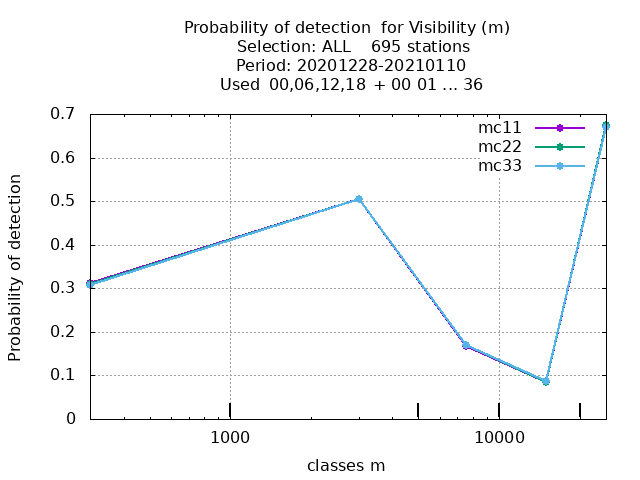 Probability of detection  for Visibility (m)
Selection: ALL    695 stations
Period: 20201228-20210110
Used  00,06,12,18  + 00 01 ... 36
0.7
0.6
0.5
0.4
0.3
0.2
0.1
0
Probability of detection
mc11
mc22
mc33
1000
10000
classes m